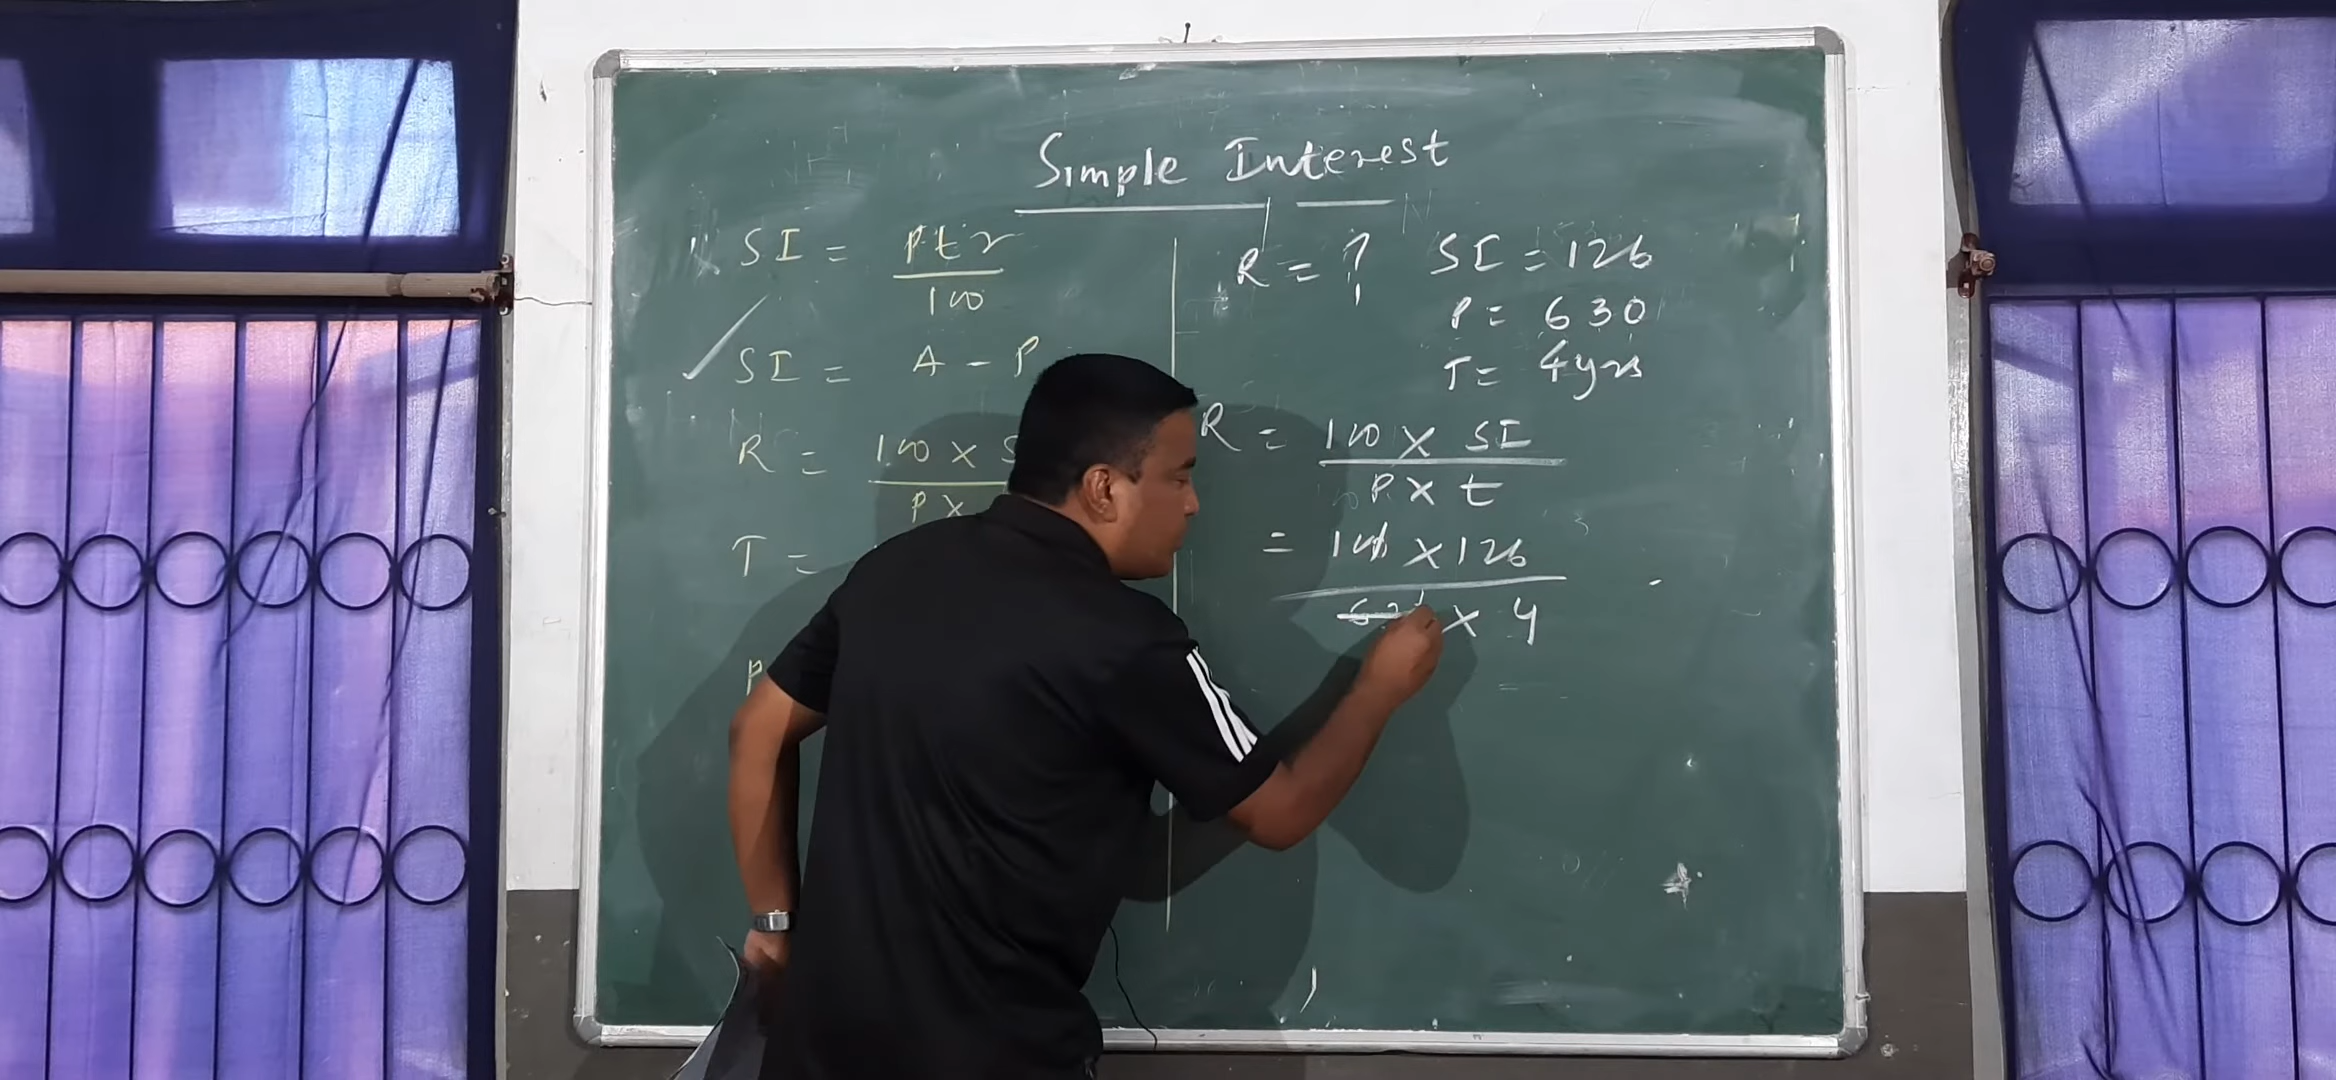 Simple Interest
SI = Ptr
100
SI = A - P
R = 100 ×
P ×
T =
P
R = ? SI = 126
P = 630
T = 4yrs
R = 100 × SI
P × t
= 100 × 126
× 4